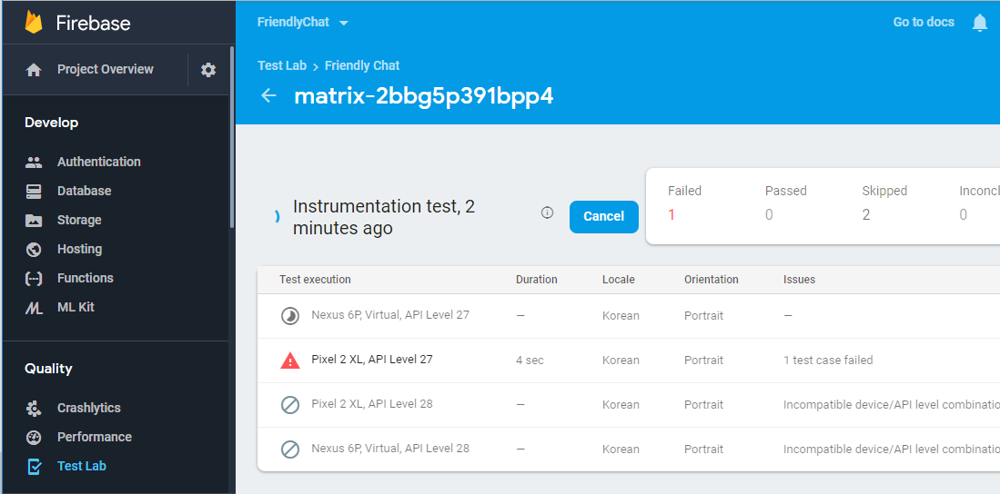 Firebase
Project Overview
Develop
Authentication
Database
Storage
Hosting
Functions
ML Kit
Quality
Crashlytics
Performance
Test Lab
FriendlyChat
Go to docs
Test Lab > Friendly Chat
matrix-2bbg5p391bpp4
Instrumentation test, 2
minutes ago
Cancel
Failed Passed Skipped Inconcl
1 0 2 0
Test execution Duration Locale Orientation Issues
Nexus 6P, Virtual, API Level 27 — Korean Portrait —
Pixel 2 XL, API Level 27 4 sec Korean Portrait 1 test case failed
Pixel 2 XL, API Level 28 — Korean Portrait Incompatible device/API level combinatio
Nexus 6P, Virtual, API Level 28 — Korean Portrait Incompatible device/API level combinatio